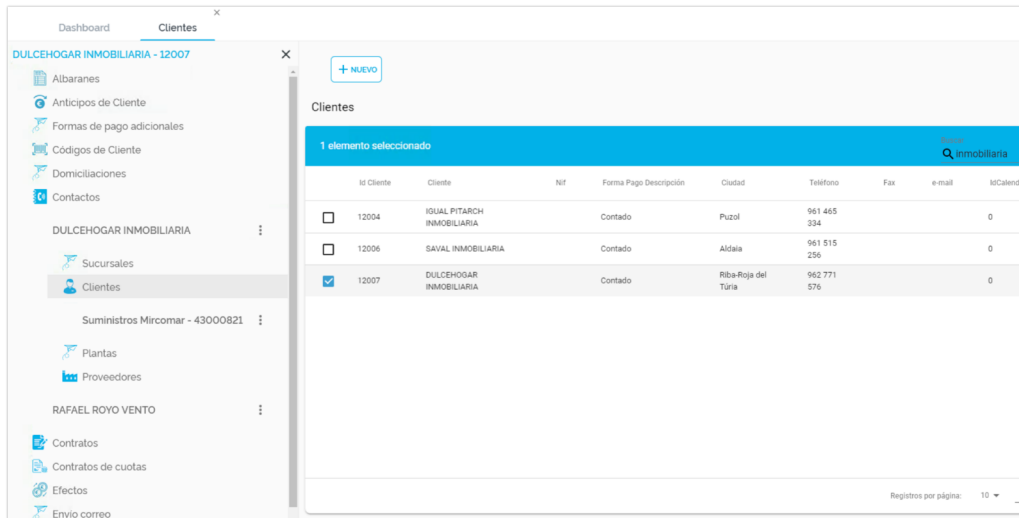 Dashboard
Clientes
DULCEHOGAR INMOBILIARIA - 12007
Albaranes
Anticipos de Cliente
Formas de pago adicionales
Códigos de Cliente
Domiciliaciones
Contactos
DULCEHOGAR INMOBILIARIA
Sucursales
Clientes
Suministros Mircomar - 43000821
Plantas
Proveedores
RAFAEL ROYO VENTO
Contratos
Contratos de cuotas
Efectos
Envío correo
+ NUEVO
Clientes
1 elemento seleccionado
inmobiliaria
Id Cliente Cliente Nif Forma Pago Descripción Ciudad Teléfono Fax e-mail IdCalend
12004 IGUAL PITARCH Contado Puzol 961 465 0
INMOBILIARIA 334
12006 SAVAL INMOBILIARIA Contado Aldaia 961 515 0
256
12007 DULCEHOGAR Contado Riba-Roja del 962 771 0
INMOBILIARIA Túria 576
Registros por página: 10